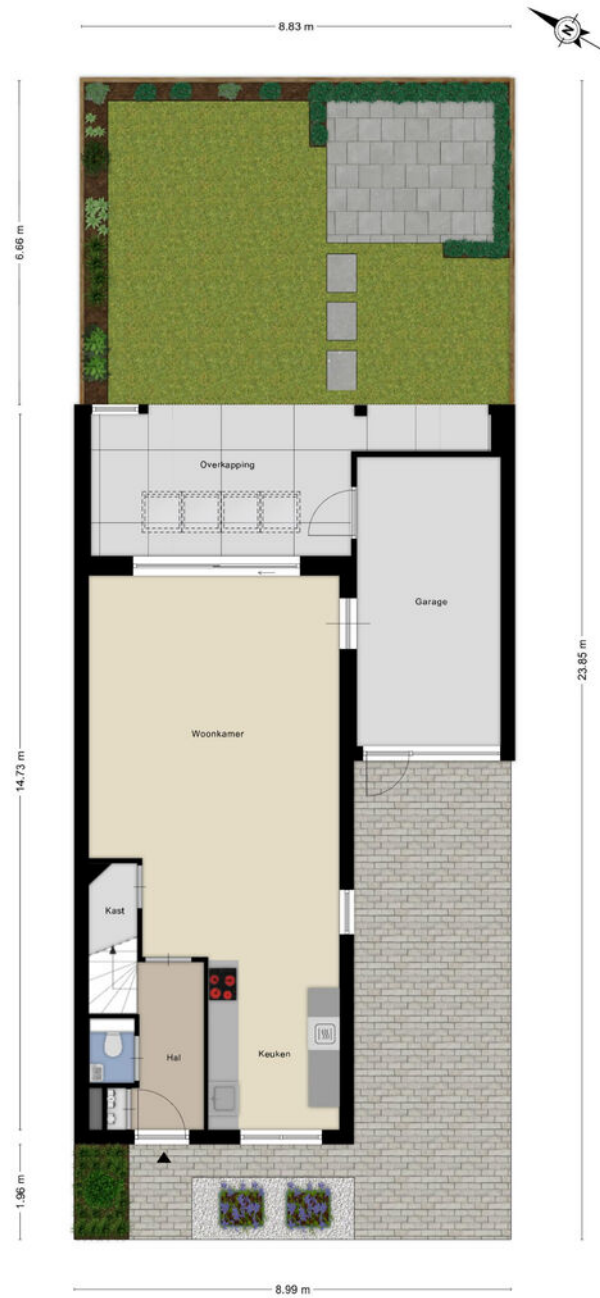 8.83 m
N
6.66 m
Overkapping
Garage
23.85 m
Woonkamer
14.73 m
Kast
Keuken
Hal
1.96 m
8.99 m